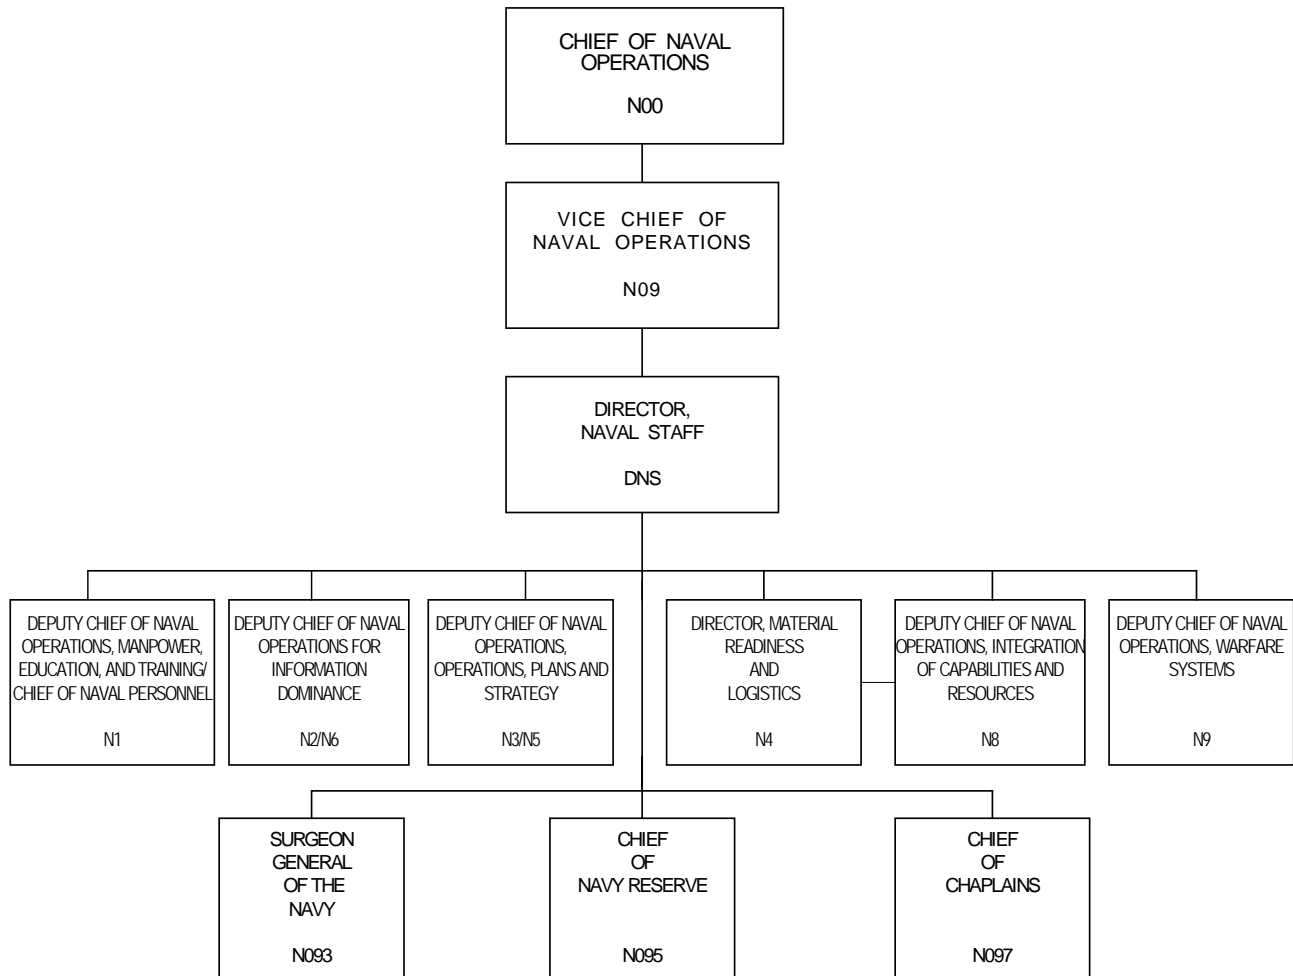 CHIEF OF NAVAL
OPERATIONS
N00
VICE CHIEF OF
NAVAL OPERATIONS
N09
DIRECTOR,
NAVAL STAFF
DNS
DEPUTY CHIEF OF NAVAL
OPERATIONS, MANPOWER,
EDUCATION, AND TRAINING/
CHIEF OF NAVAL PERSONNEL
N1
DEPUTY CHIEF OF NAVAL
OPERATIONS FOR
INFORMATION
DOMINANCE
N2/N6
DEPUTY CHIEF OF NAVAL
OPERATIONS,
OPERATIONS, PLANS AND
STRATEGY
N3/N5
DIRECTOR, MATERIAL
READINESS
AND
LOGISTICS
N4
DEPUTY CHIEF OF NAVAL
OPERATIONS, INTEGRATION
OF CAPABILITIES AND
RESOURCES
N8
DEPUTY CHIEF OF NAVAL
OPERATIONS, WARFARE
SYSTEMS
N9
SURGEON
GENERAL
OF THE
NAVY
N093
CHIEF
OF
NAVY RESERVE
N095
CHIEF
OF
CHAPLAINS
N097